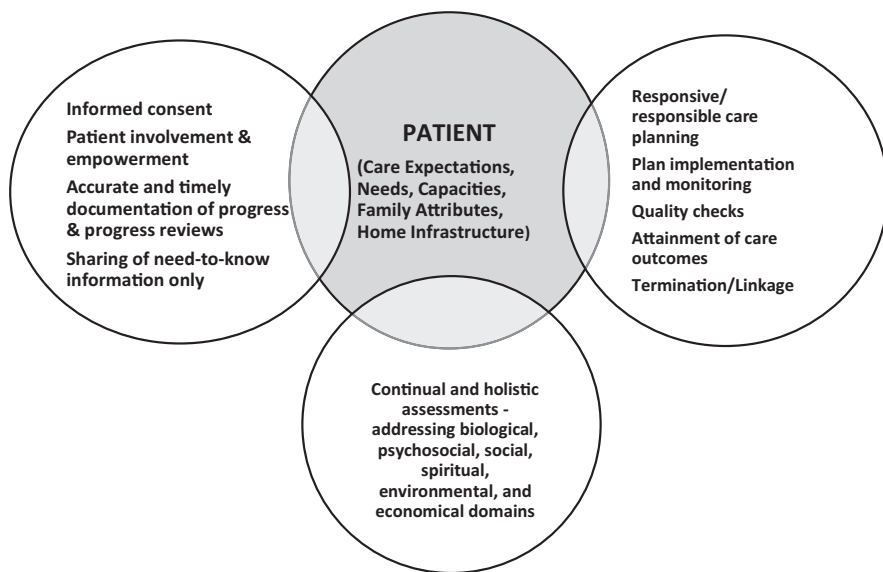 Informed consent
Patient involvement &
empowerment
Accurate and timely
documentation of progress
& progress reviews
Sharing of need-to-know
information only
PATIENT
(Care Expectations,
Needs, Capacities,
Family Attributes,
Home Infrastructure)
Responsive/
responsible care
planning
Plan implementation
and monitoring
Quality checks
Attainment of care
outcomes
Termination/Linkage
Continual and holistic
assessments -
addressing biological,
psychosocial, social,
spiritual,
environmental, and
economical domains